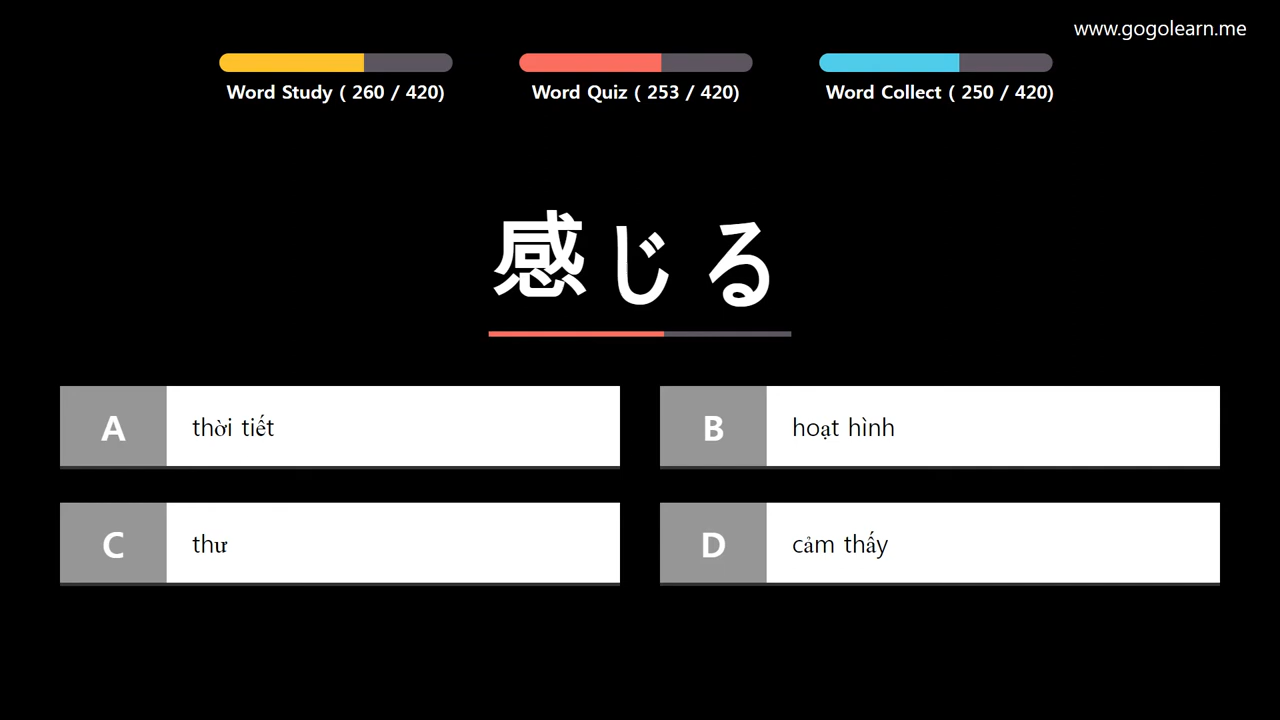 www.gogolearn.me
Word Study ( 260 / 420)
Word Quiz ( 253 / 420)
Word Collect ( 250 / 420)
感じる
A thời tiết
B hoạt hình
C thư
D cảm thấy